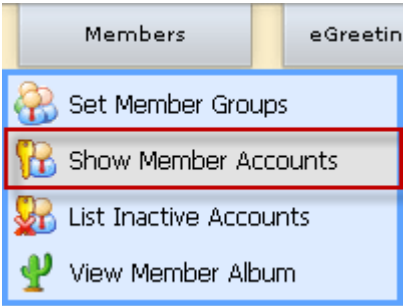 Members eGreetin
Set Member Groups
Show Member Accounts
List Inactive Accounts
View Member Album